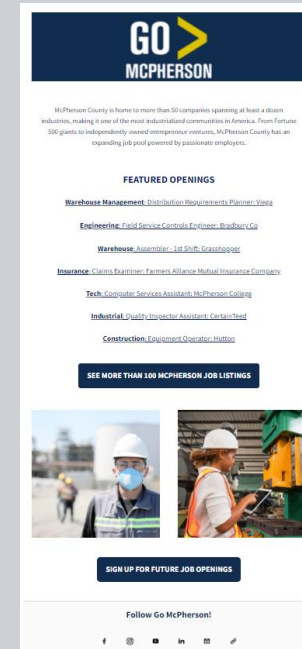 GO
MCPHERSON
McPherson County is home to more than 50 companies spanning at least a dozen
industries, making it one of the most industrialized communities in America. From Fortune
500 giants to independently-owned entrepreneur ventures, McPherson County has an
expanding job pool powered by passionate employers.
FEATURED OPENINGS
Warehouse Management: Distribution Requirements Planner: Viega
Engineering: Field Service Controls Engineer: Bradbury Co
Warehouse: Assembler - 1st Shift: Grasshopper
Insurance: Claims Examiner: Farmers Alliance Mutual Insurance Company
Tech: Computer Services Assistant: McPherson College
Industrial: Quality Inspector Assistant: CertainTeed
Construction: Equipment Operator: Hutton
SEE MORE THAN 100 MCPHERSON JOB LISTINGS
SIGN UP FOR FUTURE JOB OPENINGS
Follow Go McPherson!